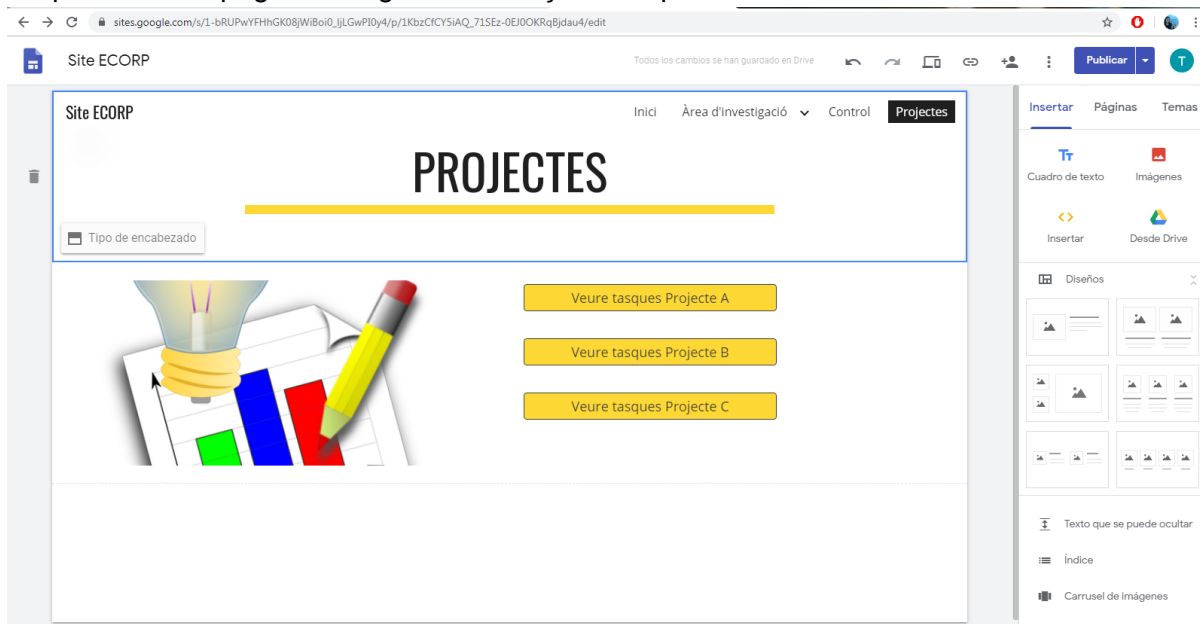 sites.google.com/s/1-bRUPwYFHhGK08jWiBoi0_ljLGwPI0y4/p/1KbzCfCY5iAQ_71SEz-0EJ0OKRqBjdau4/edit
Site ECORP
Todos los cambios se han guardado en Drive
Publicar
T
Site ECORP
Inici Àrea d'investigació Control Projectes
PROJECTES
Tipo de encabezado
Veure tasques Projecte A
Veure tasques Projecte B
Veure tasques Projecte C
Insertar Páginas Temas
Cuadro de texto Imágenes
Insertar Desde Drive
Diseños
Texto que se puede ocultar
Índice
Carrusel de imágenes